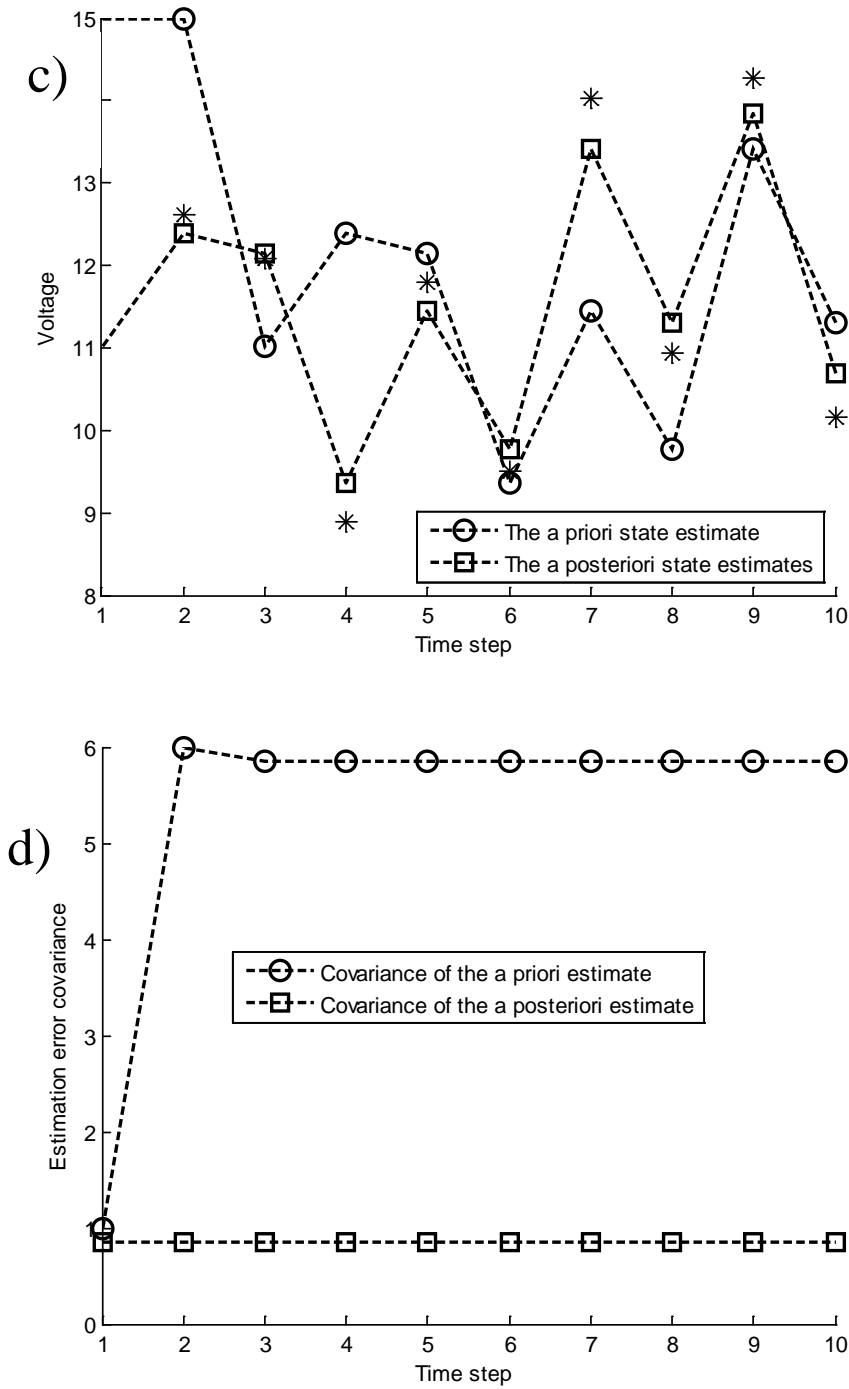 c)
15
13
12
11
10
9
8
Voltage
The a priori state estimate
The a posteriori state estimates
1 2 3 4 5 6 7 8 9 10
Time step
d)
6
5
4
3
2
1
0
Estimation error covariance
Covariance of the a priori estimate
Covariance of the a posteriori estimate
1 2 3 4 5 6 7 8 9 10
Time step